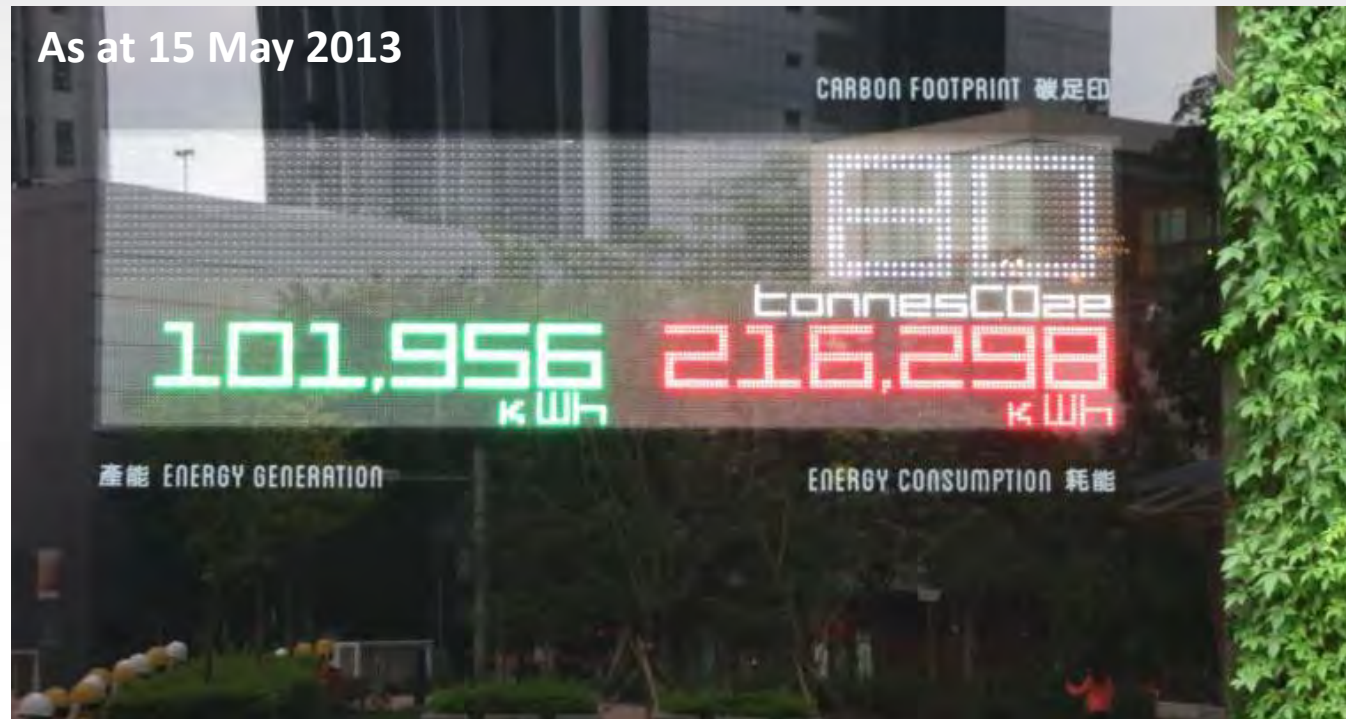 As at 15 May 2013
CARBON FOOTPRINT 碳足印
80
tonnesCO2e
101,956 216,298
kWh kWh
產能 ENERGY GENERATION ENERGY CONSUMPTION 耗能